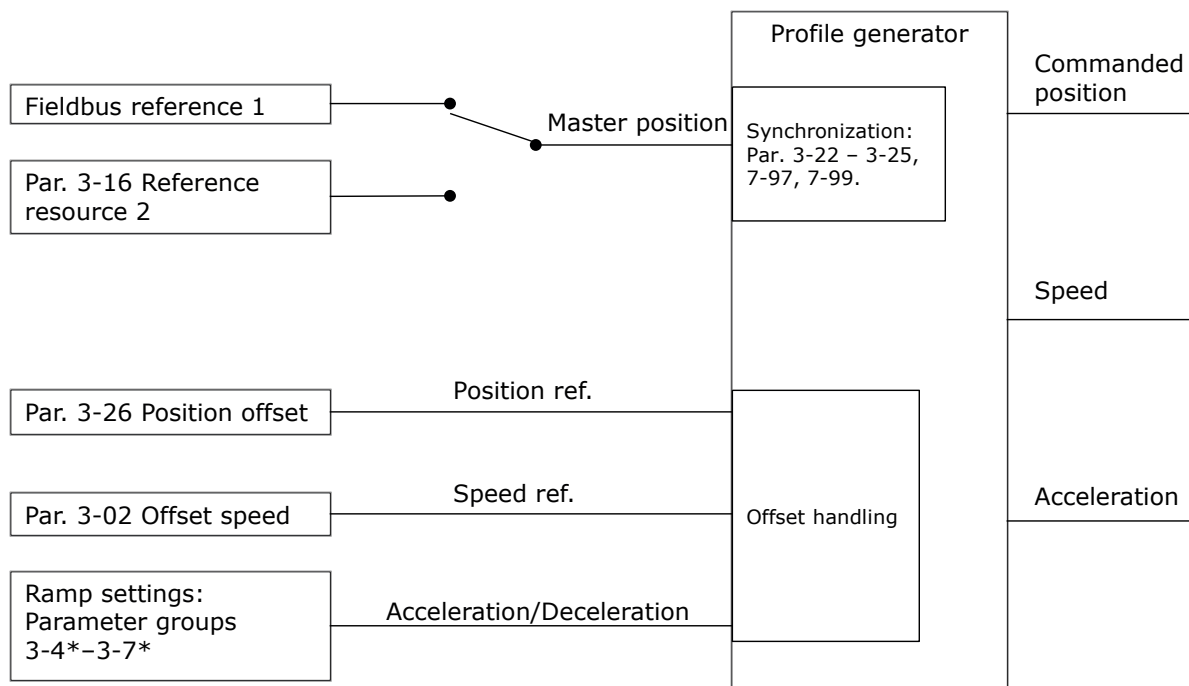 Profile generator
Commanded
position
Fieldbus reference 1
Master position
Synchronization:
Par. 3-22 – 3-25,
7-97, 7-99.
Par. 3-16 Reference
resource 2
Speed
Position ref.
Par. 3-26 Position offset
Speed ref.
Acceleration
Par. 3-02 Offset speed
Offset handling
Ramp settings:
Parameter groups
3-4*–3-7*
Acceleration/Deceleration